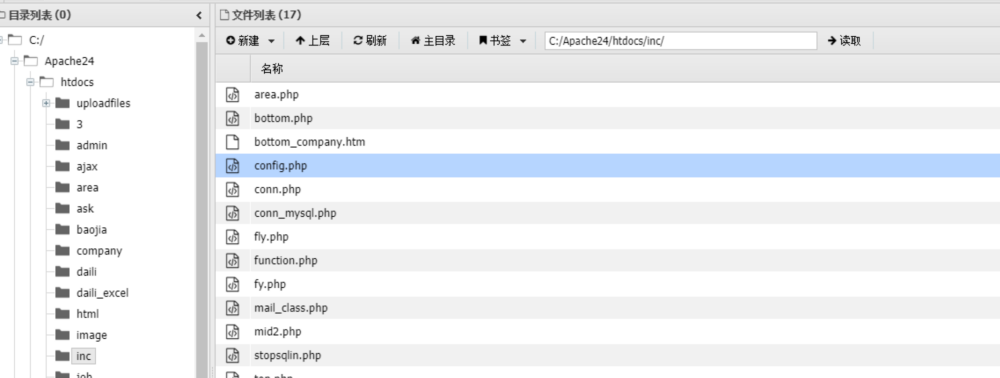 目录列表 (0)
C:/
Apache24
htdocs
uploadfiles
3
admin
ajax
area
ask
baojia
company
daili
daili_excel
html
image
inc
job
文件列表 (17)
新建 上层 刷新 主目录 书签 C:/Apache24/htdocs/inc/ 读取
名称
area.php
bottom.php
bottom_company.htm
config.php
conn.php
conn_mysql.php
fly.php
function.php
fy.php
mail_class.php
mid2.php
stopsqlin.php
top.php